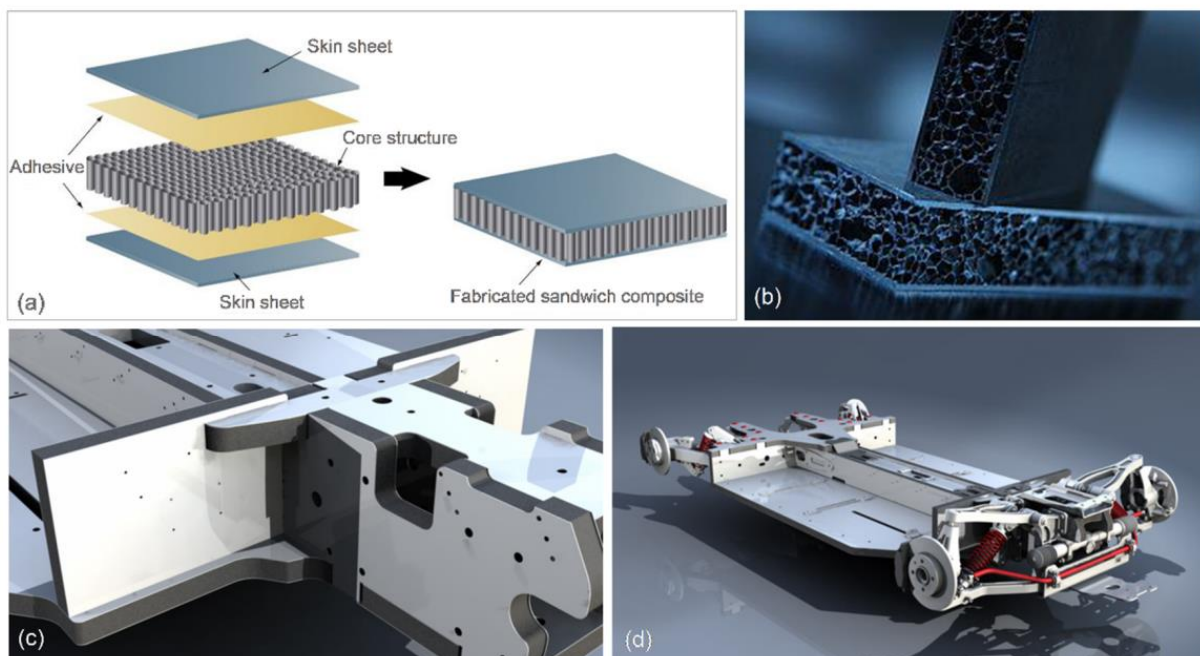 Skin sheet
Adhesive
Core structure
Skin sheet
Fabricated sandwich composite
(a)
(b)
(c)
(d)